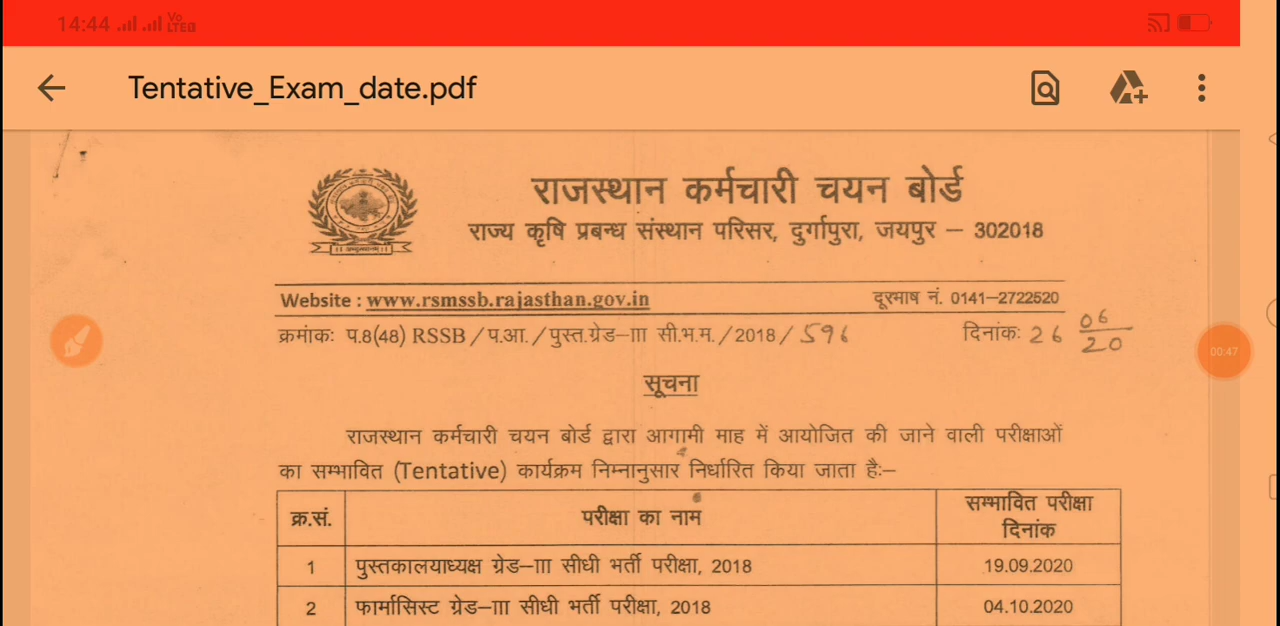 14:44 Vo LTE
Tentative_Exam_date.pdf
राजस्थान कर्मचारी चयन बोर्ड
राज्य कृषि प्रबन्ध संस्थान परिसर, दुर्गापुरा, जयपुर – 302018
Website : www.rsmssb.rajasthan.gov.in दूरभाष नं. 0141–2722520
क्रमांकः प.8(48) RSSB / प.आ. / पुस्त.ग्रेड–III सी.भ.म. / 2018 / 596 दिनांकः 26 06/20
00:47
सूचना
राजस्थान कर्मचारी चयन बोर्ड द्वारा आगामी माह में आयोजित की जाने वाली परीक्षाओं
का सम्भावित (Tentative) कार्यक्रम निम्नानुसार निर्धारित किया जाता हैः–
क्र.सं. परीक्षा का नाम सम्भावित परीक्षा दिनांक
1 पुस्तकालयाध्यक्ष ग्रेड–III सीधी भर्ती परीक्षा, 2018 19.09.2020
2 फार्मासिस्ट ग्रेड–III सीधी भर्ती परीक्षा, 2018 04.10.2020